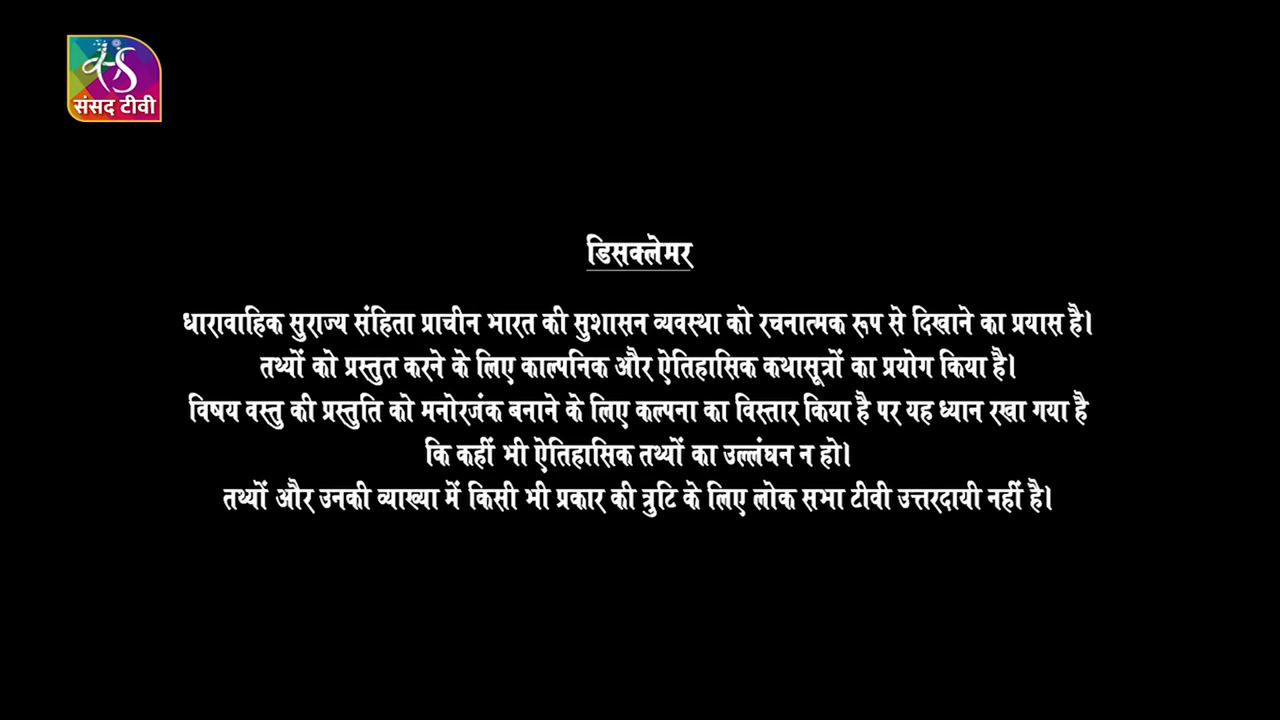 संसद टीवी
डिसक्लेमर
धारावाहिक सुराज्य संहिता प्राचीन भारत की सुशासन व्यवस्था को रचनात्मक रूप से दिखाने का प्रयास है।
तथ्यों को प्रस्तुत करने के लिए काल्पनिक और ऐतिहासिक कथासूत्रों का प्रयोग किया है।
विषय वस्तु की प्रस्तुति को मनोरजंक बनाने के लिए कल्पना का विस्तार किया है पर यह ध्यान रखा गया है
कि कहीं भी ऐतिहासिक तथ्यों का उल्लंघन न हो।
तथ्यों और उनकी व्याख्या में किसी भी प्रकार की त्रुटि के लिए लोक सभा टीवी उत्तरदायी नहीं है।